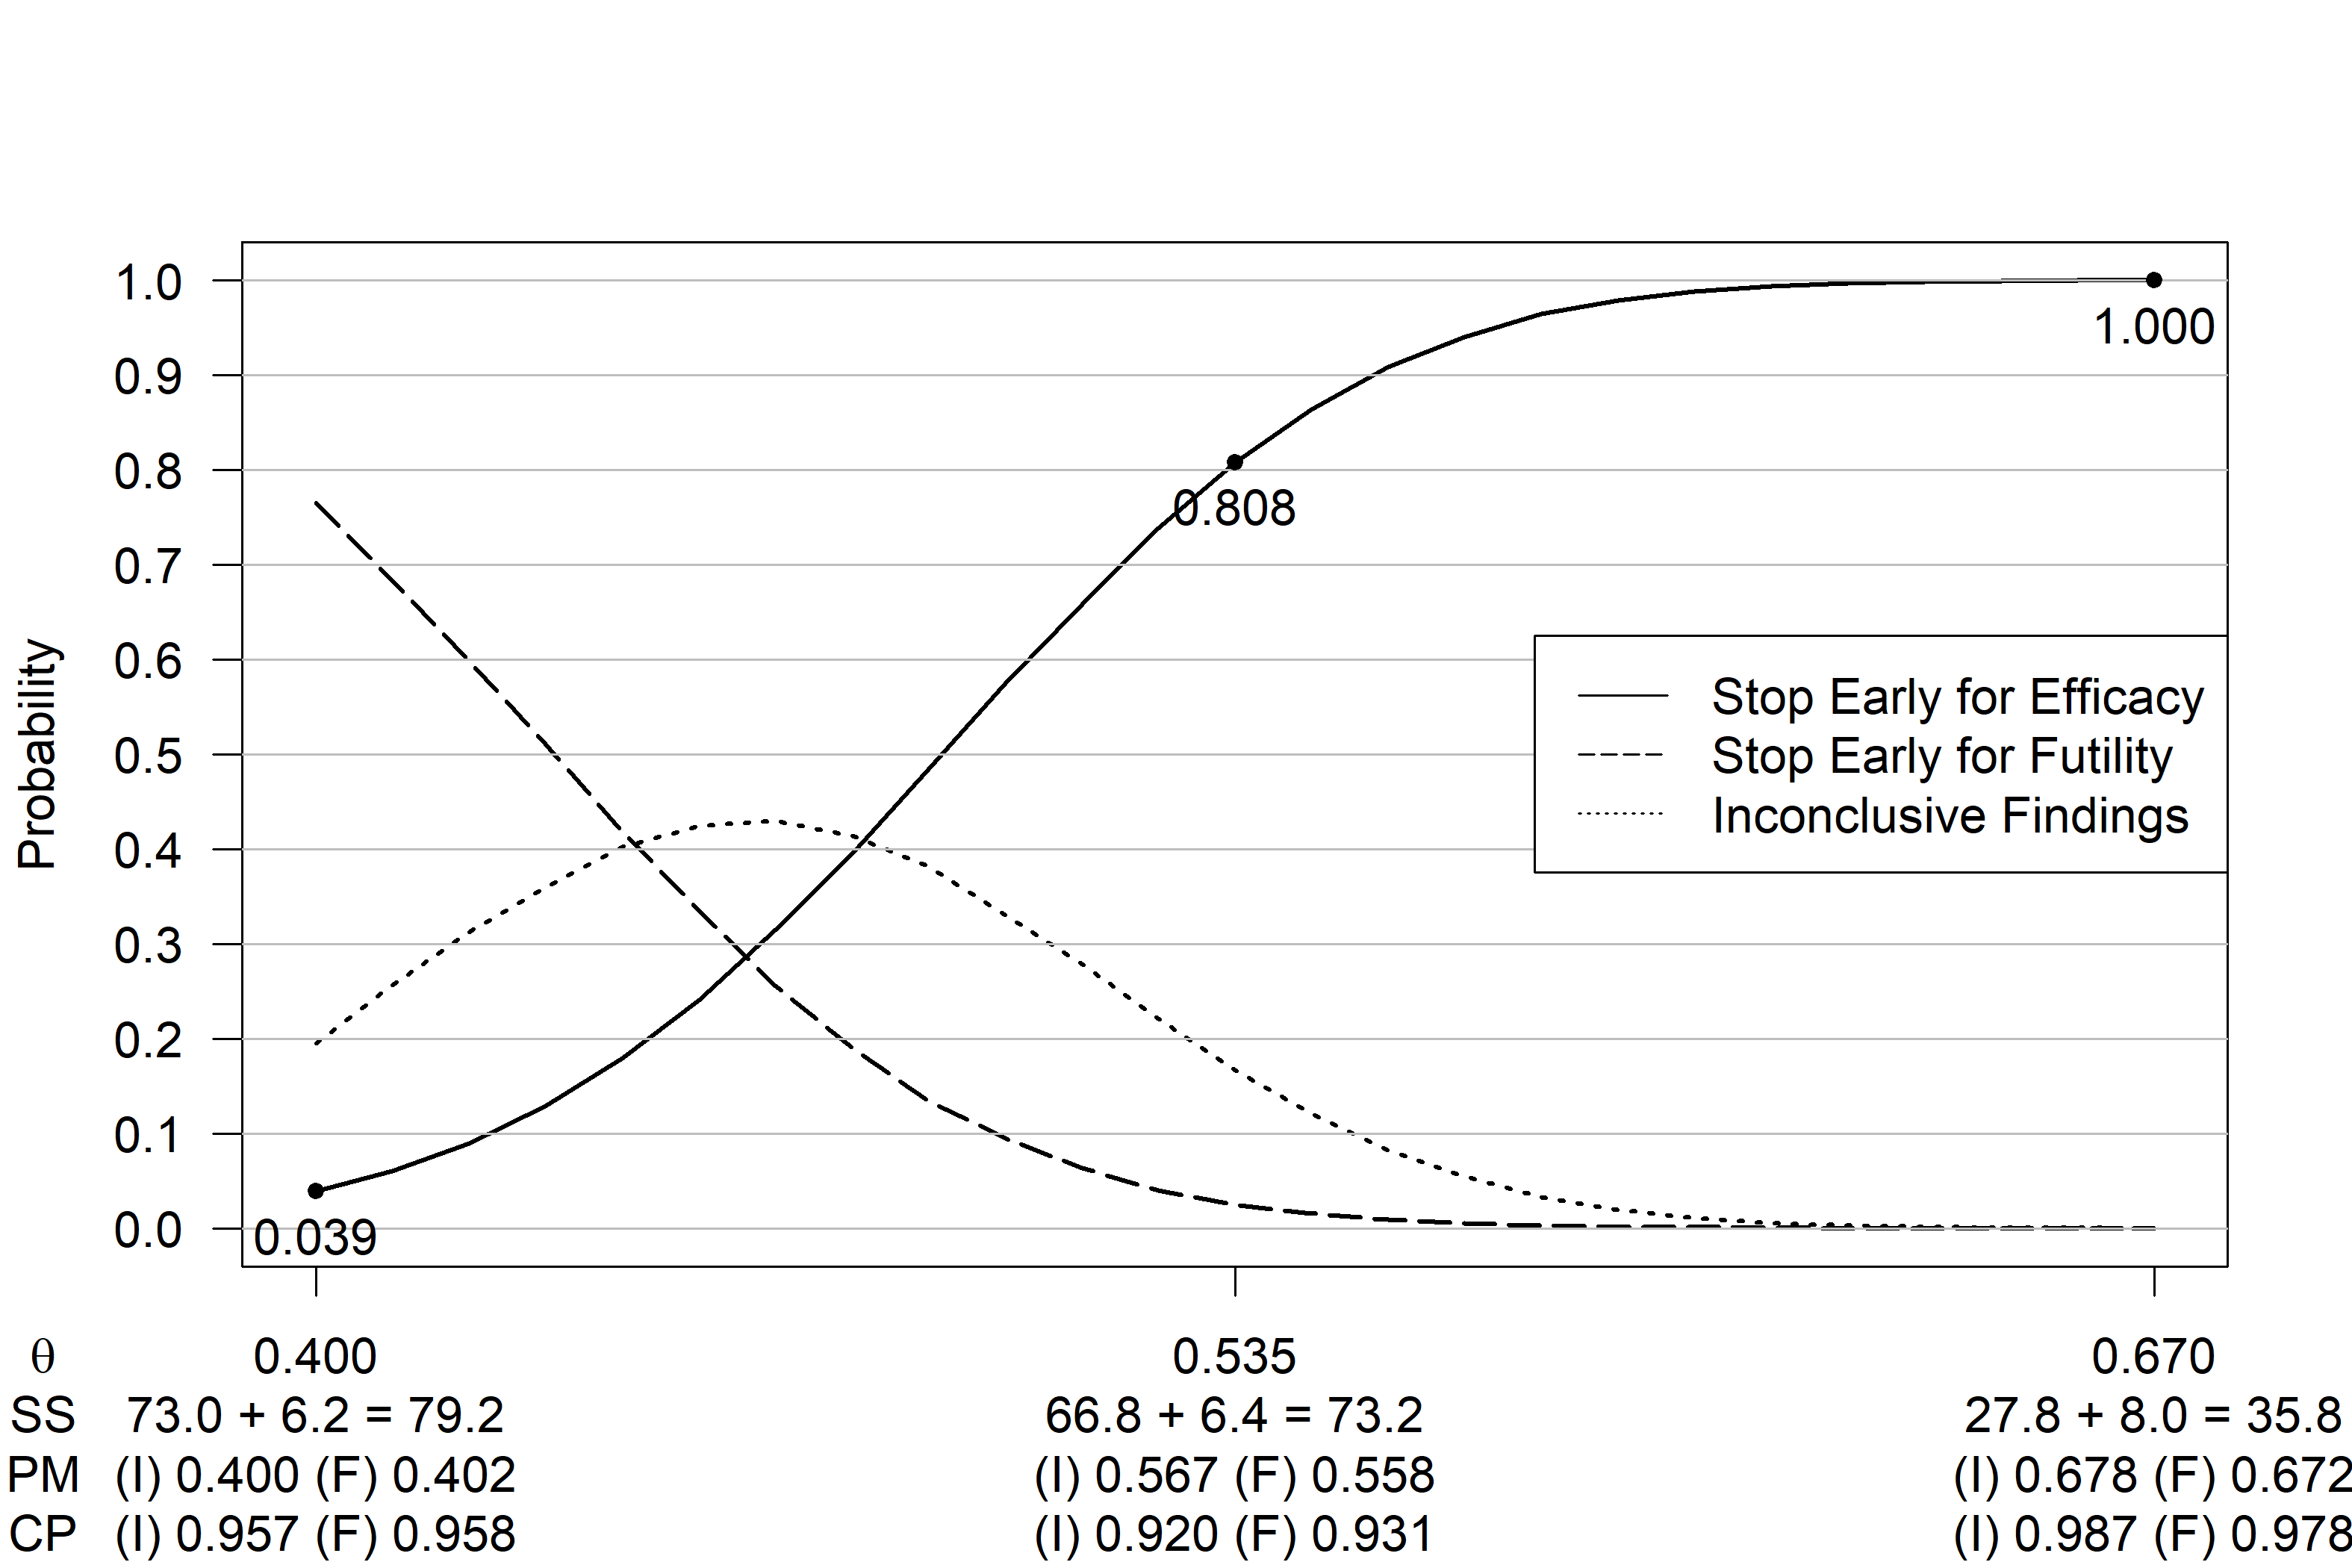 1.0
0.9
0.8
0.7
0.6
0.5
0.4
0.3
0.2
0.1
0.0
Probability
1.000
0.808
0.039
Stop Early for Efficacy
Stop Early for Futility
Inconclusive Findings
θ 0.400 0.535 0.670
SS 73.0 + 6.2 = 79.2 66.8 + 6.4 = 73.2 27.8 + 8.0 = 35.8
PM (I) 0.400 (F) 0.402 (I) 0.567 (F) 0.558 (I) 0.678 (F) 0.672
CP (I) 0.957 (F) 0.958 (I) 0.920 (F) 0.931 (I) 0.987 (F) 0.978